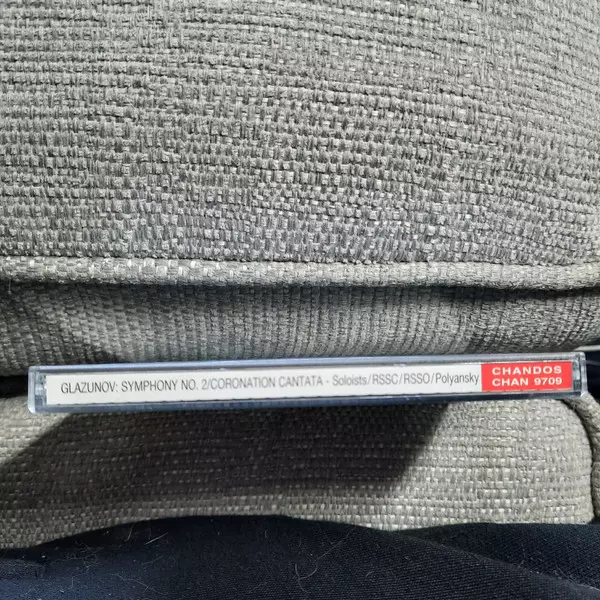 GLAZUNOV: SYMPHONY NO. 2/CORONATION CANTATA - Soloists/RSSC/RSSO/Polyansky
CHANDOS
CHAN 9709